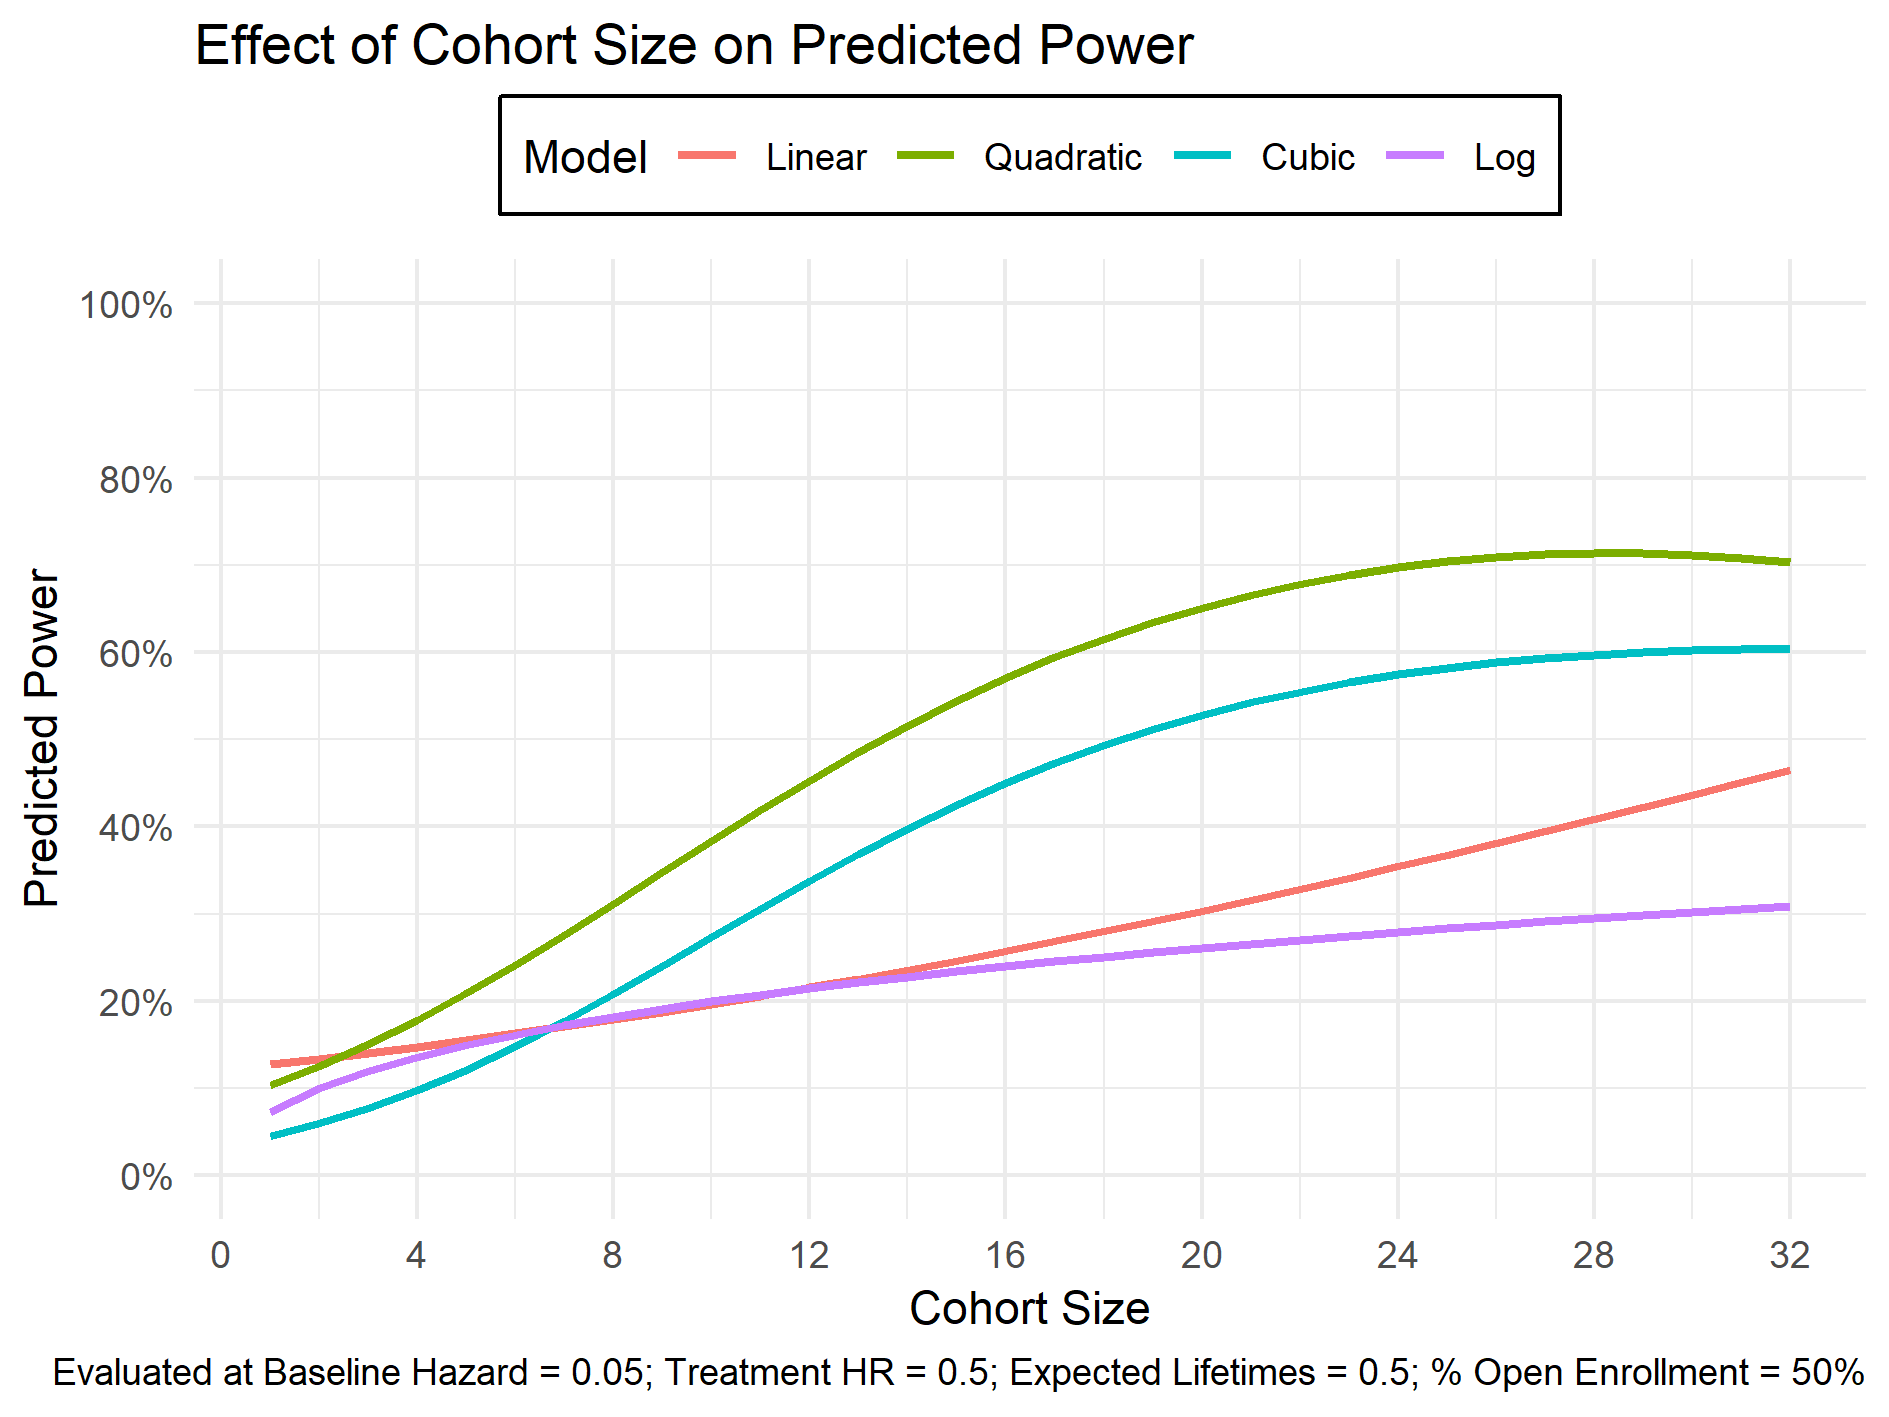 Effect of Cohort Size on Predicted Power
Model Linear Quadratic Cubic Log
Predicted Power
100%
80%
60%
40%
20%
0%
0 4 8 12 16 20 24 28 32
Cohort Size
Evaluated at Baseline Hazard = 0.05; Treatment HR = 0.5; Expected Lifetimes = 0.5; % Open Enrollment = 50%